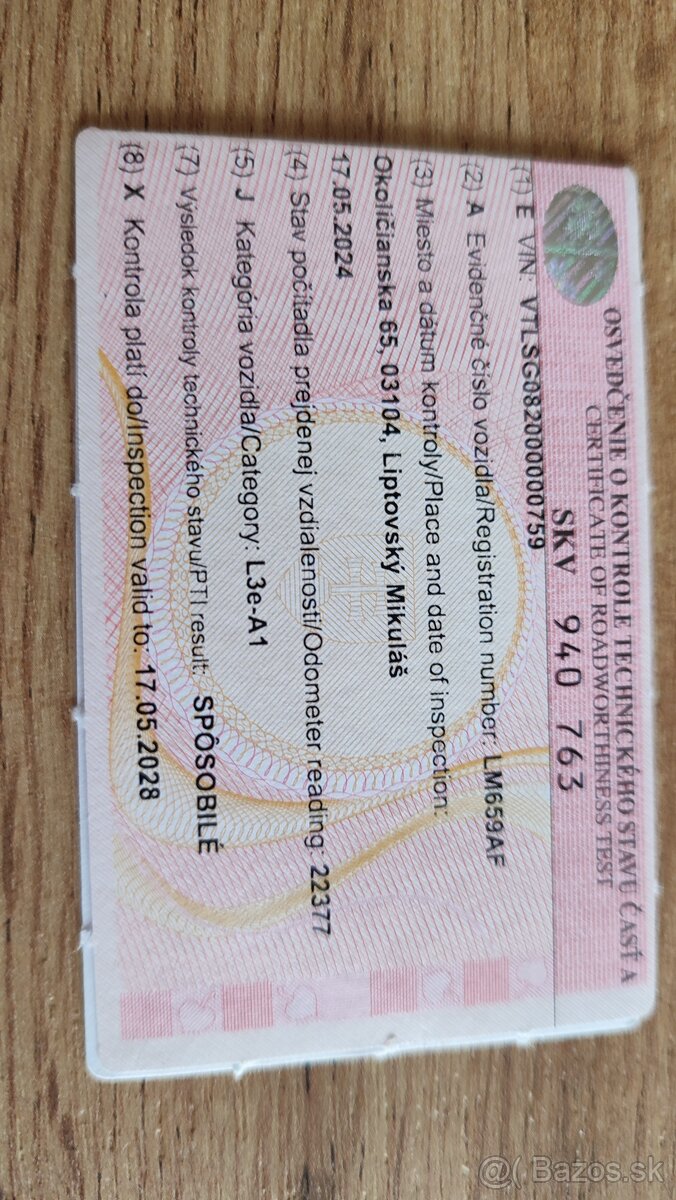 OSVEDČENIE O KONTROLE TECHNICKÉHO STAVU ČASŤ A
CERTIFICATE OF ROADWORTHINESS TEST
SKV 940 763
(1) E VIN: VTLSG082000000759
(2) A Evidenčné číslo vozidla/Registration number: LM659AF
(3) Miesto a dátum kontroly/Place and date of inspection:
Okoličianska 65, 03104, Liptovský Mikuláš
17.05.2024
(4) Stav počítadla prejdenej vzdialenosti/Odometer reading: 22377
(5) J Kategória vozidla/Category: L3e-A1
(7) Výsledok kontroly technického stavu/PTI result: SPÔSOBILÉ
(8) X Kontrola platí do/Inspection valid to: 17.05.2028
@( Bazos.sk